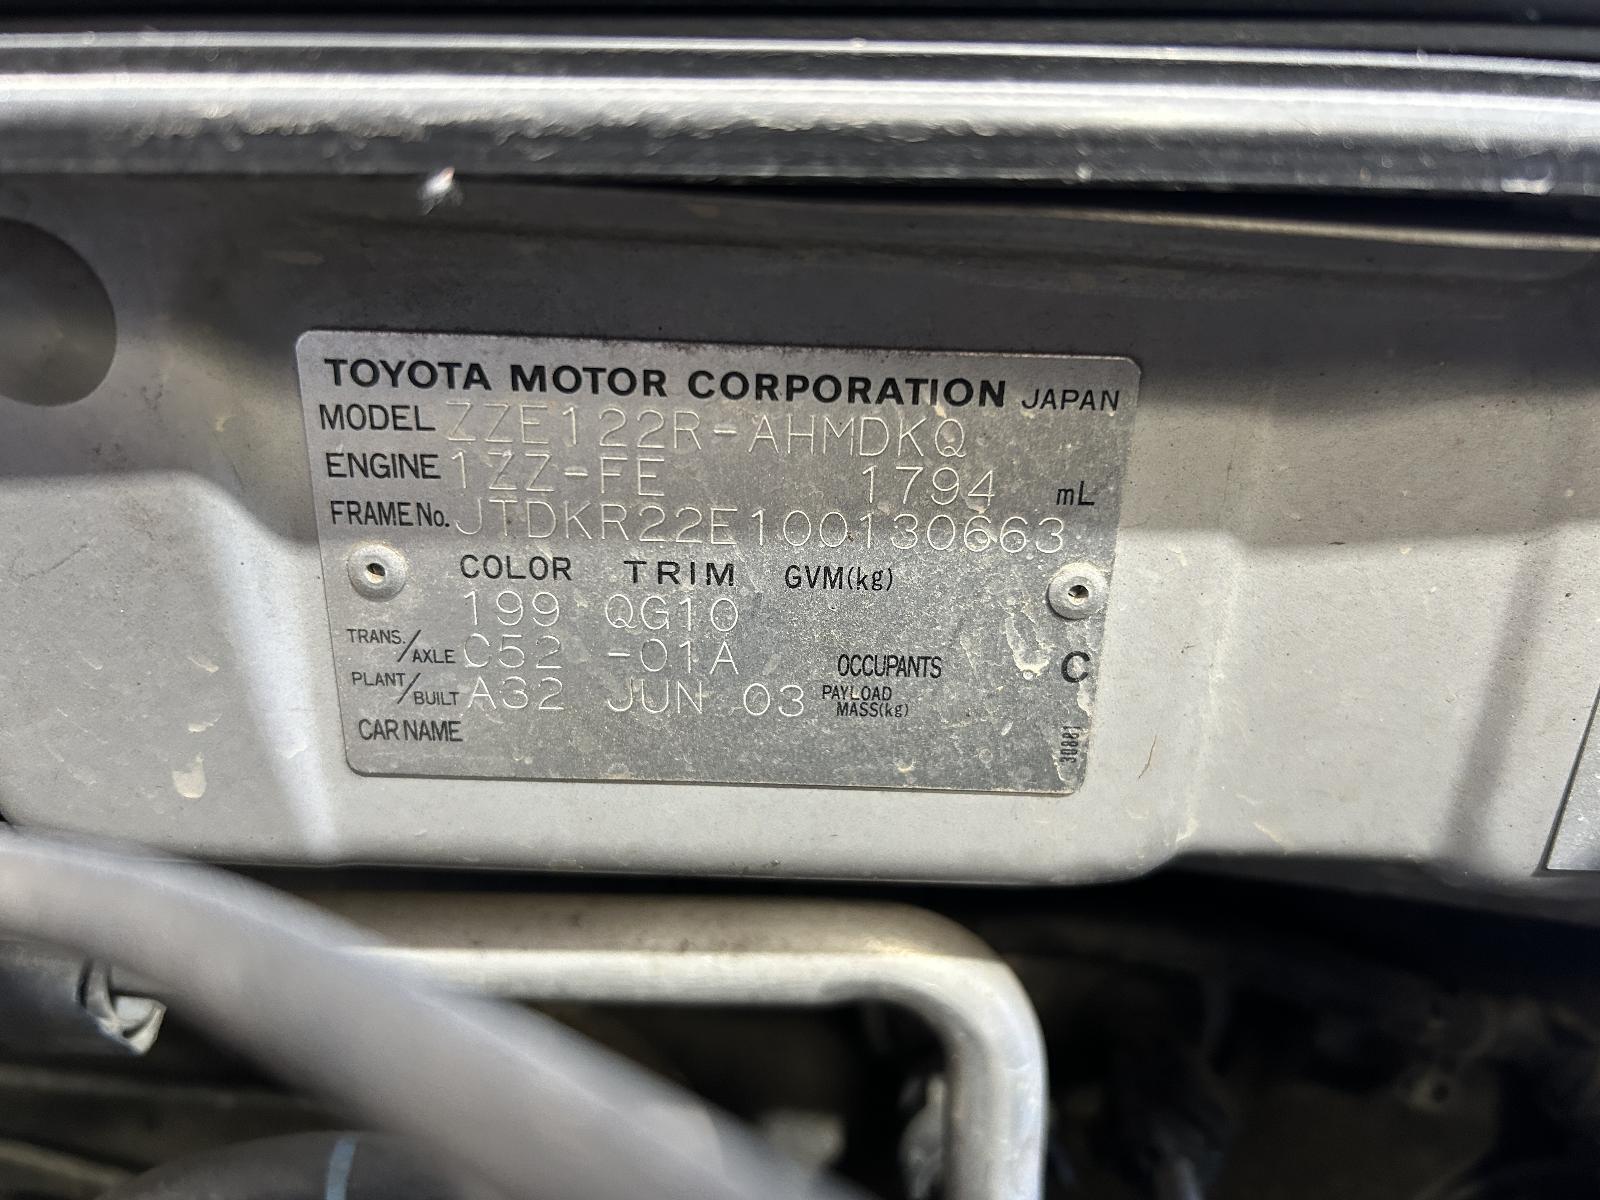 TOYOTA MOTOR CORPORATION JAPAN
MODEL ZZE122R-AHMDKQ
ENGINE 1ZZ-FE 1794 mL
FRAME No. JTDKR22E100130663
COLOR TRIM GVM(kg)
199 QG10
TRANS./AXLE C52 -01A OCCUPANTS C
PLANT/BUILT A32 JUN 03 PAYLOAD MASS(kg)
CAR NAME
30881